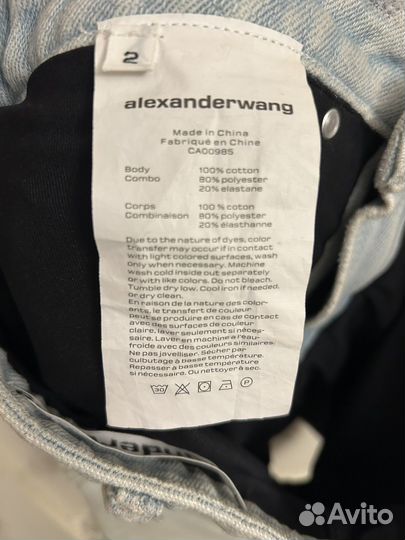 2
alexanderwang
Made in China
Fabriqué en Chine
CA00985
Body 100% cotton
Combo 80% polyester
20% elastane
Corps 100 % cotton
Combinaison 80% polyester
20% élasthanne
Due to the nature of dyes, color
transfer may occur if in contact
with light colored surfaces, wash
only when necessary. Machine
wash cold inside out separately
or with like colors. Do not bleach.
Tumble dry low. Cool iron if needed,
or dry clean.
En raison de la nature des color-
ants, le transfert de couleur
peut se produire en cas de contact
avec des surfaces de couleur
claire, laver seulement si néces-
saire. Laver en machine a l'eau-
froide avec des couleurs similaires.
Ne pas javelliser. Sécher par
culbutage à basse température.
Repasser à basse température
si nécessaire. Ou nettoyer à sec.
30
Avito